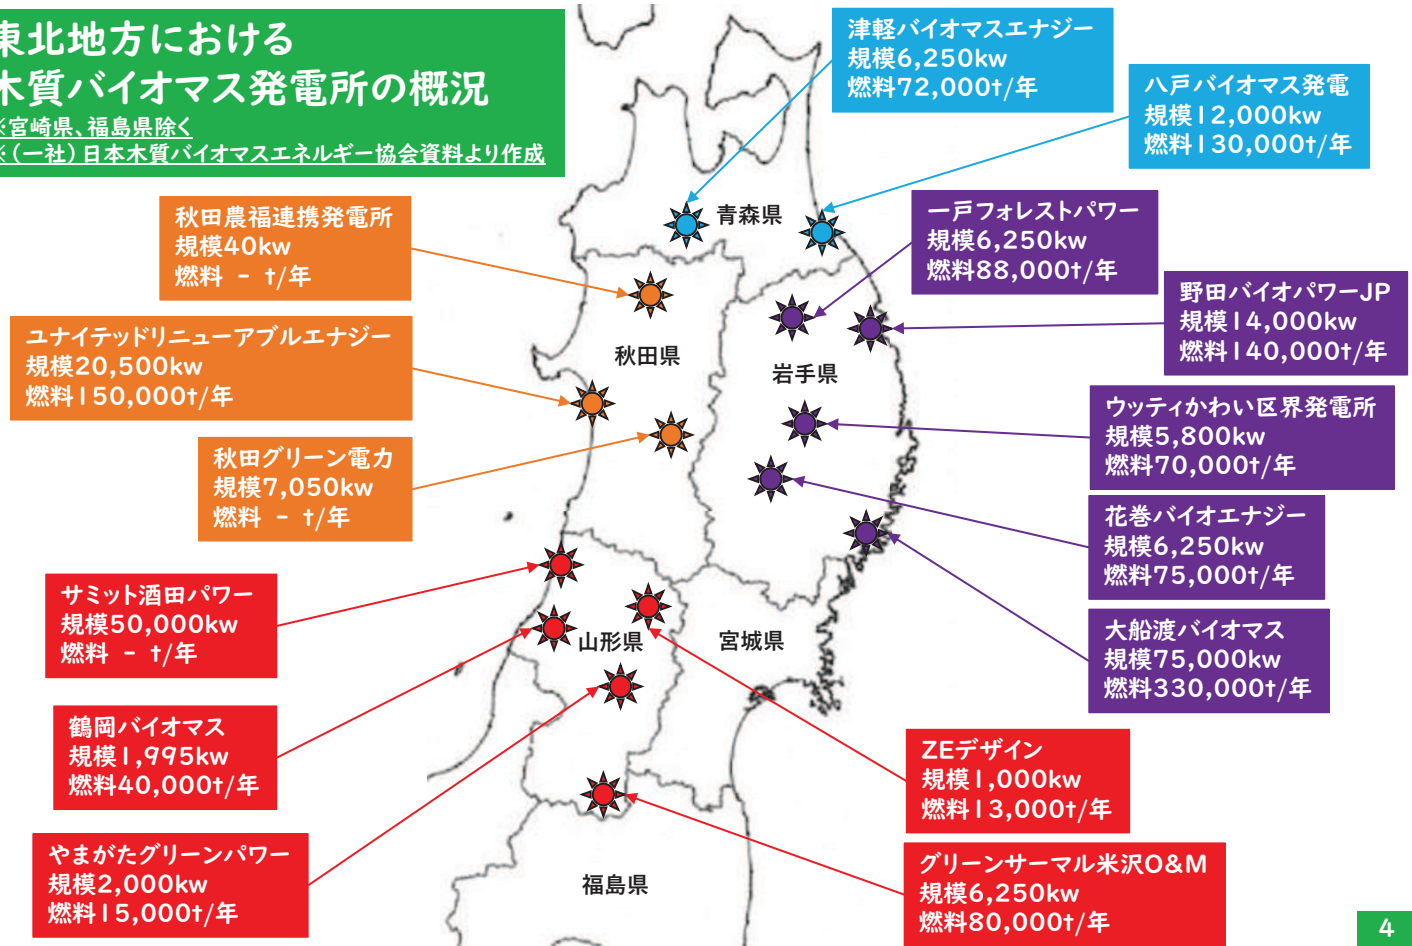 東北地方における
木質バイオマス発電所の概況
※宮崎県、福島県除く
※(一社)日本木質バイオマスエネルギー協会資料より作成
津軽バイオマスエナジー
規模6,250kw
燃料72,000t/年
八戸バイオマス発電
規模12,000kw
燃料130,000t/年
秋田農福連携発電所
規模40kw
燃料 - t/年
一戸フォレストパワー
規模6,250kw
燃料88,000t/年
野田バイオパワーJP
規模14,000kw
燃料140,000t/年
ユナイテッドリニューアブルエナジー
規模20,500kw
燃料150,000t/年
ウッティかわい区界発電所
規模5,800kw
燃料70,000t/年
秋田グリーン電力
規模7,050kw
燃料 - t/年
花巻バイオエナジー
規模6,250kw
燃料75,000t/年
サミット酒田パワー
規模50,000kw
燃料 - t/年
大船渡バイオマス
規模75,000kw
燃料330,000t/年
鶴岡バイオマス
規模1,995kw
燃料40,000t/年
ZEデザイン
規模1,000kw
燃料13,000t/年
やまがたグリーンパワー
規模2,000kw
燃料15,000t/年
グリーンサーマル米沢O&M
規模6,250kw
燃料80,000t/年
青森県
秋田県
岩手県
山形県
宮城県
福島県
4